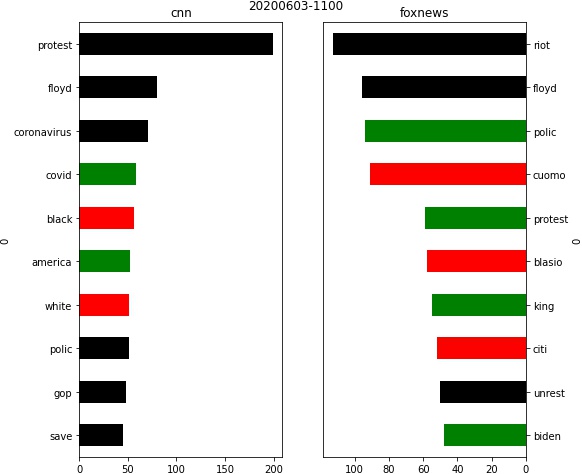 20200603-1100
cnn
foxnews
protest
floyd
coronavirus
covid
black
america
white
polic
gop
save
0
0 50 100 150 200
riot
floyd
polic
cuomo
protest
blasio
king
citi
unrest
biden
0
100 80 60 40 20 0